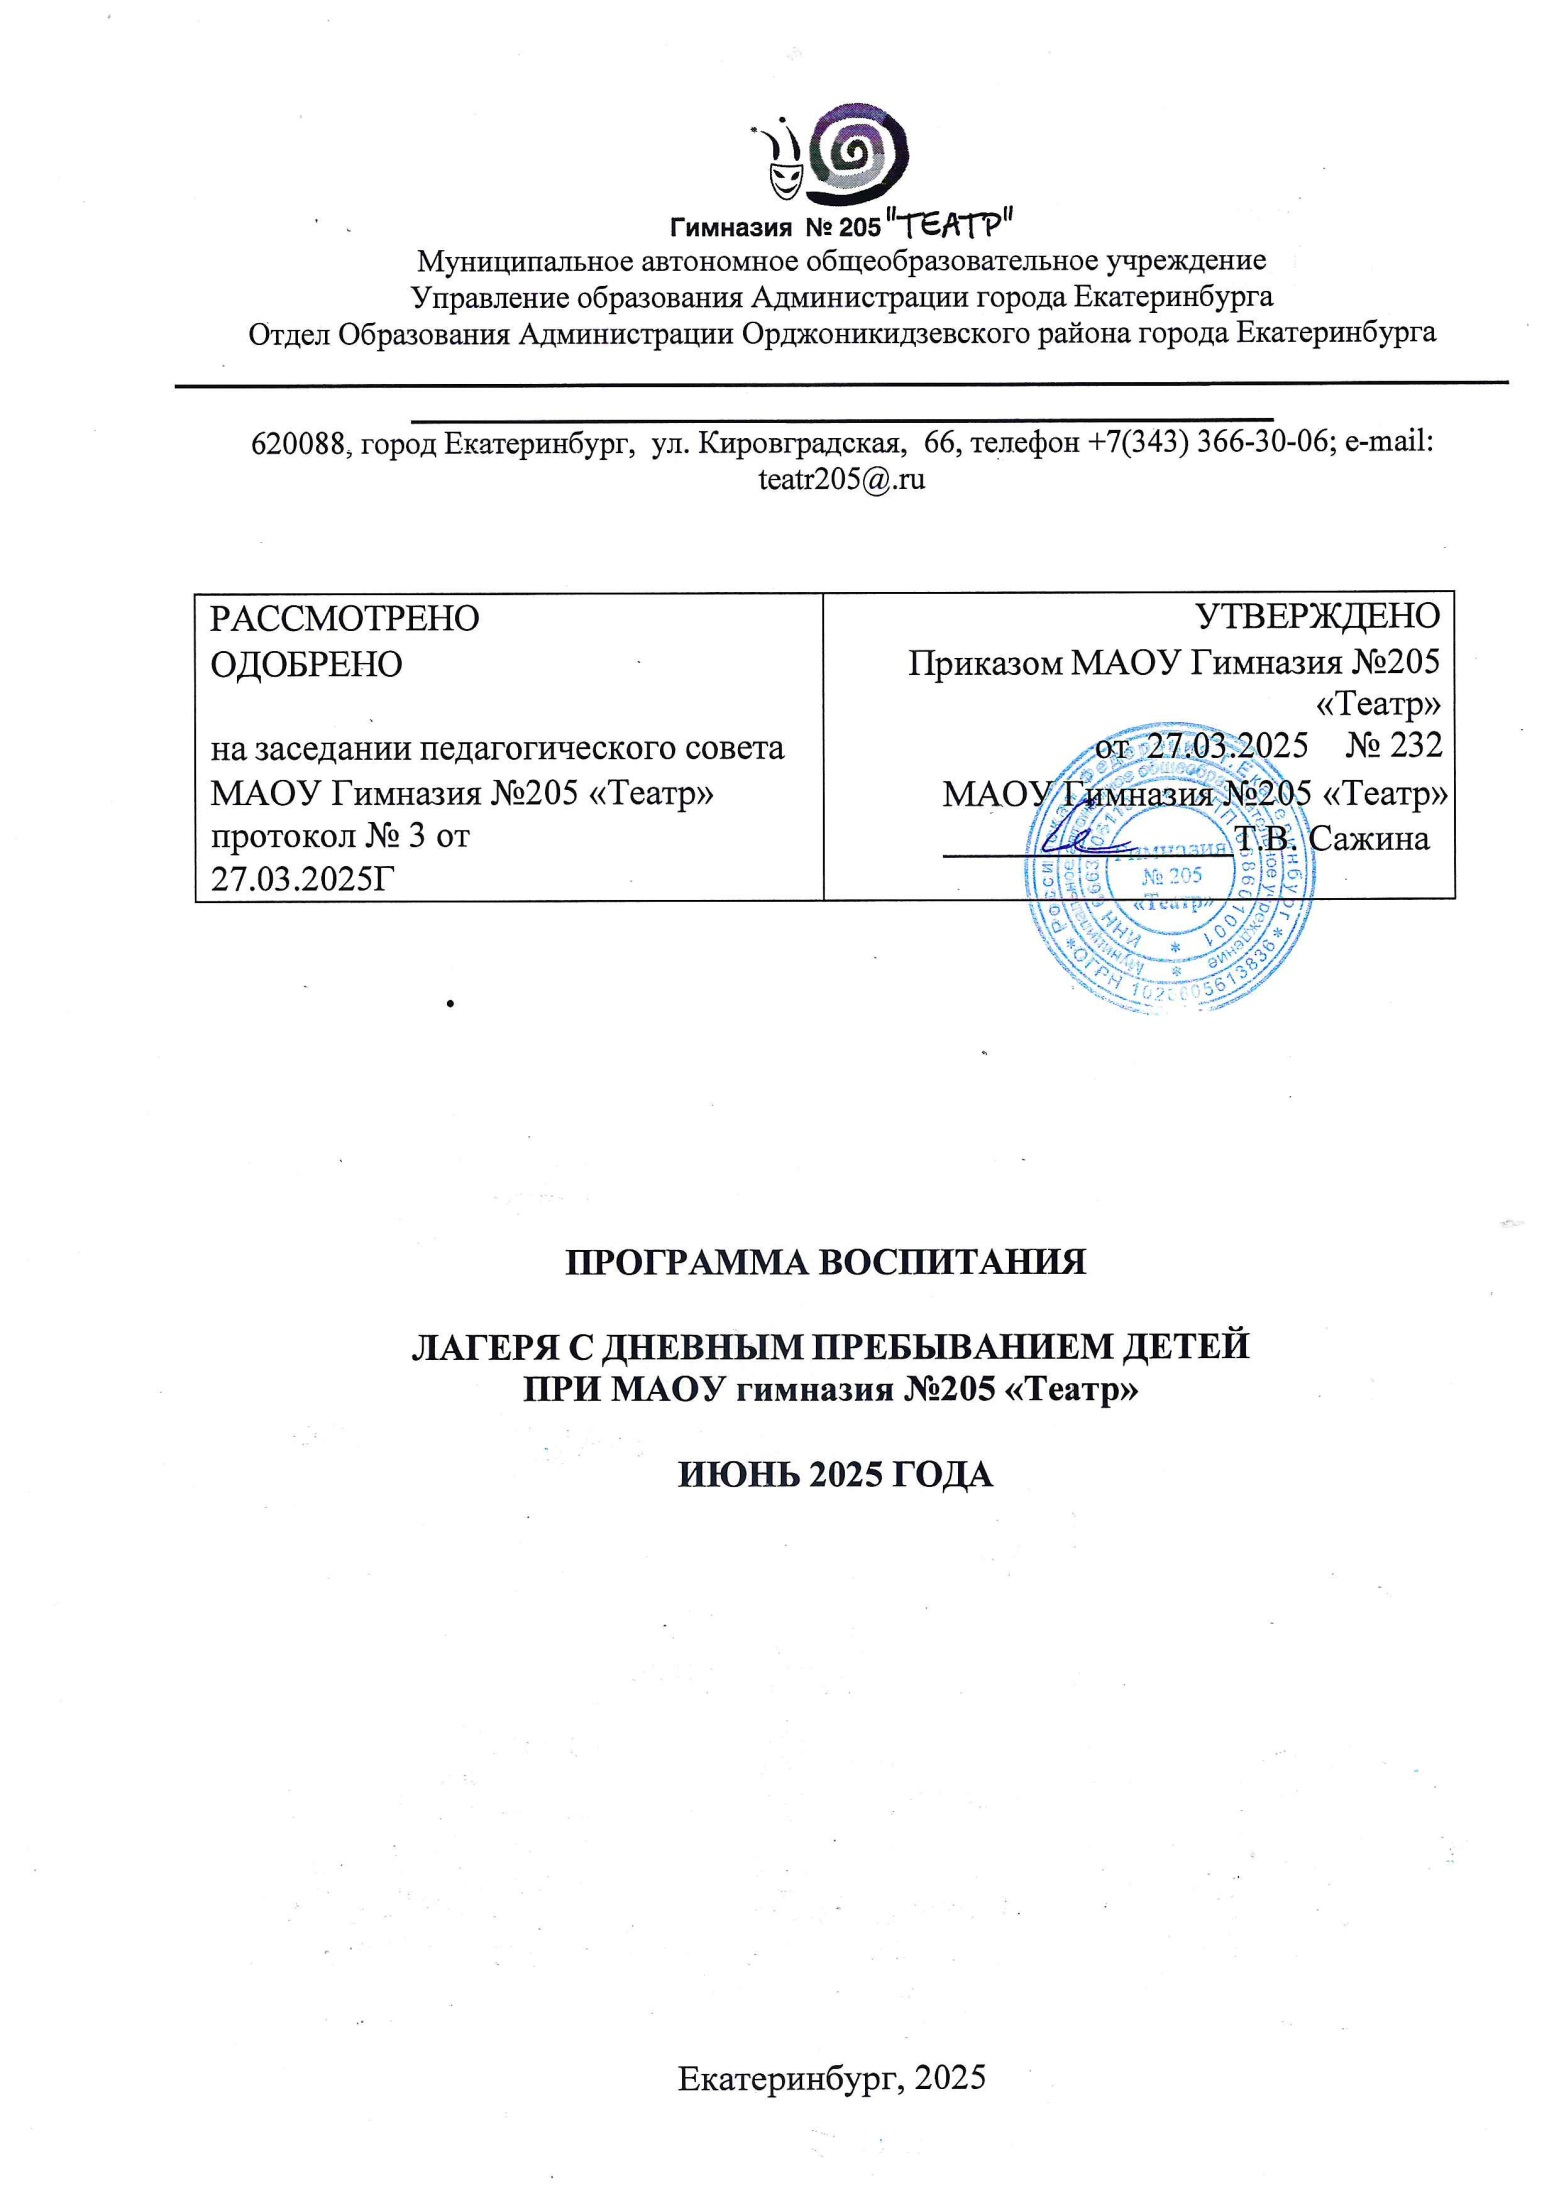 Гимназия № 205 "ТЕАТР"
Муниципальное автономное общеобразовательное учреждение
Управление образования Администрации города Екатеринбурга
Отдел Образования Администрации Орджоникидзевского района города Екатеринбурга
620088, город Екатеринбург, ул. Кировградская, 66, телефон +7(343) 366-30-06; e-mail:
teatr205@.ru
РАССМОТРЕНО
ОДОБРЕНО
на заседании педагогического совета
МАОУ Гимназия №205 «Театр»
протокол № 3 от
27.03.2025Г
УТВЕРЖДЕНО
Приказом МАОУ Гимназия №205
«Театр»
от 27.03.2025 № 232
МАОУ Гимназия №205 «Театр»
Т.В. Сажина
Гимназия
№ 205
«Театр»
ПРОГРАММА ВОСПИТАНИЯ
ЛАГЕРЯ С ДНЕВНЫМ ПРЕБЫВАНИЕМ ДЕТЕЙ
ПРИ МАОУ гимназия №205 «Театр»
ИЮНЬ 2025 ГОДА
Екатеринбург, 2025